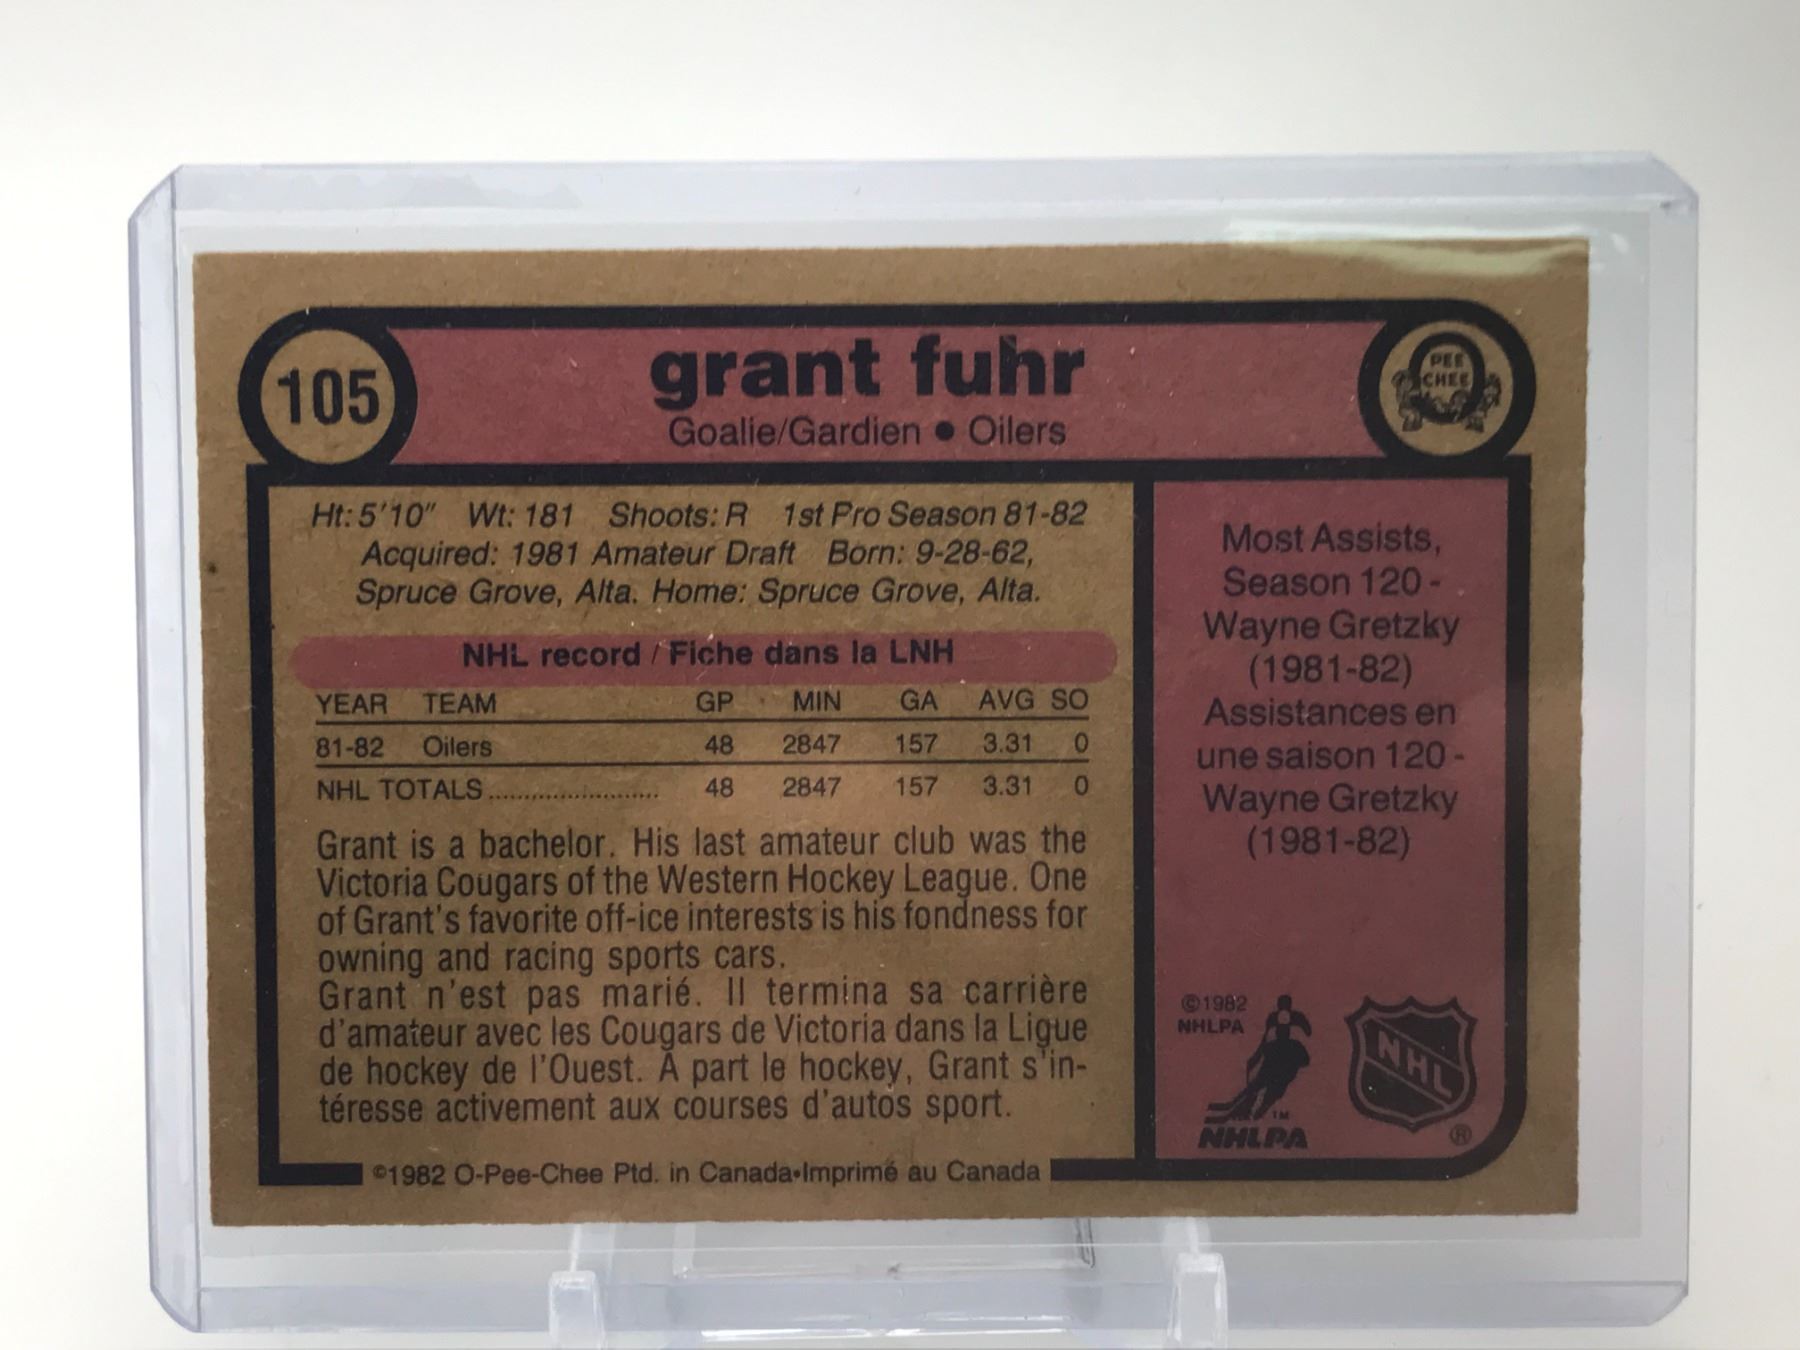 105
grant fuhr
PEE
CHEE
Goalie/Gardien ● Oilers
Ht: 5'10" Wt: 181 Shoots: R 1st Pro Season 81-82
Acquired: 1981 Amateur Draft Born: 9-28-62,
Spruce Grove, Alta. Home: Spruce Grove, Alta.
NHL record / Fiche dans la LNH
YEAR TEAM GP MIN GA AVG SO
81-82 Oilers 48 2847 157 3.31 0
NHL TOTALS........................ 48 2847 157 3.31 0
Grant is a bachelor. His last amateur club was the
Victoria Cougars of the Western Hockey League. One
of Grant's favorite off-ice interests is his fondness for
owning and racing sports cars.
Grant n'est pas marié. Il termina sa carrière
d'amateur avec les Cougars de Victoria dans la Ligue
de hockey de l'Ouest. A part le hockey, Grant s'in-
téresse activement aux courses d'autos sport.
©1982 O-Pee-Chee Ptd. in Canada•Imprimé au Canada
Most Assists,
Season 120 -
Wayne Gretzky
(1981-82)
Assistances en
une saison 120 -
Wayne Gretzky
(1981-82)
©1982
NHLPA
TM
NHLPA
NHL
®